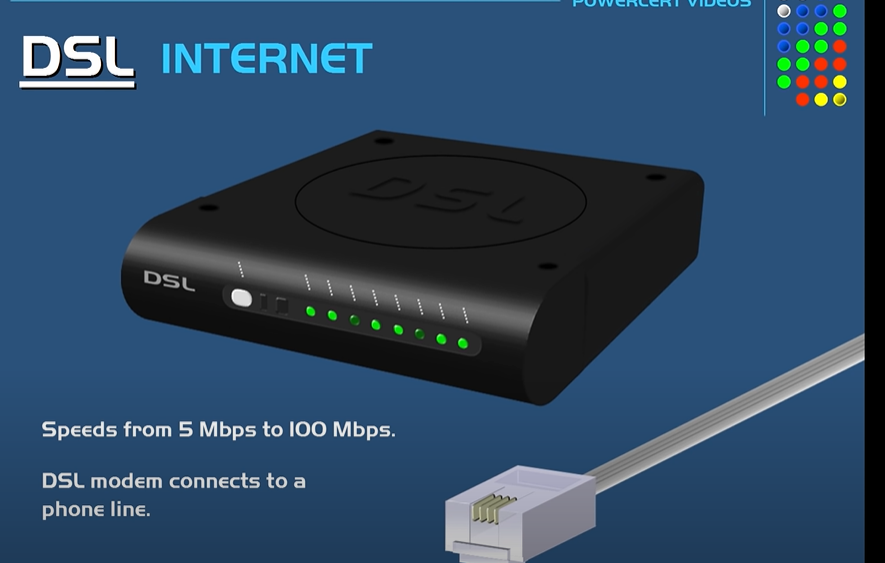 POWERCERT VIDEOS
DSL INTERNET
DSL
DSL
Speeds from 5 Mbps to 100 Mbps.
DSL modem connects to a
phone line.